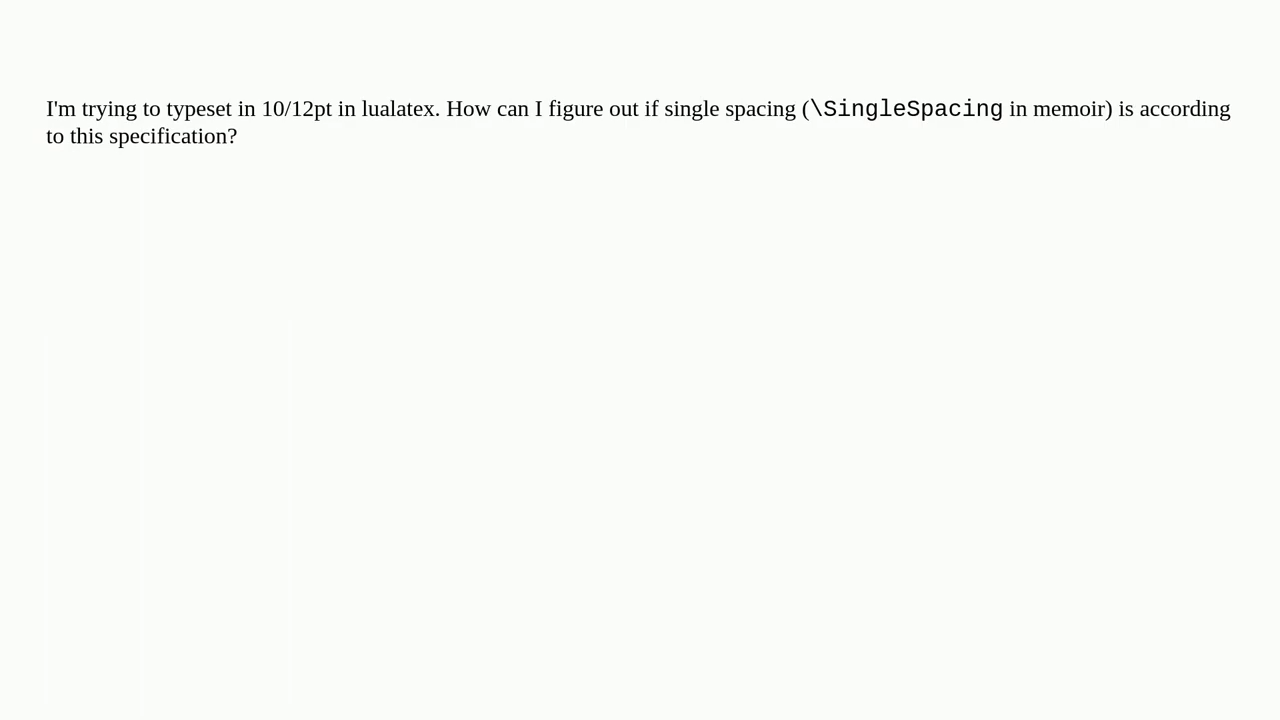 I'm trying to typeset in 10/12pt in lualatex. How can I figure out if single spacing (\SingleSpacing in memoir) is according
to this specification?